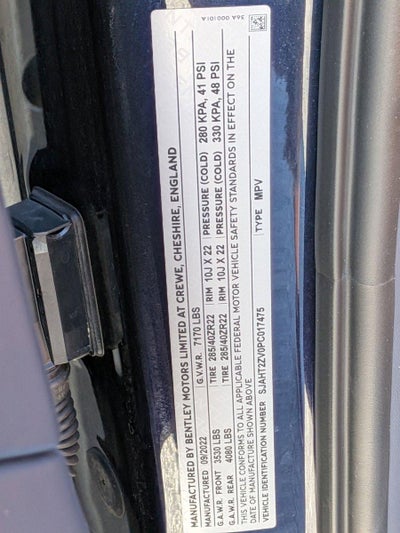 36A 000101 A
MANUFACTURED BY BENTLEY MOTORS LIMITED AT CREWE, CHESHIRE, ENGLAND
MANUFACTURED 09/2022 G.V.W.R. 7170 LBS
G.A.W.R. FRONT 3530 LBS TIRE 285/40ZR22 RIM 10J X 22 PRESSURE (COLD) 280 KPA, 41 PSI
G.A.W.R. REAR 4080 LBS TIRE 285/40ZR22 RIM 10J X 22 PRESSURE (COLD) 330 KPA, 48 PSI
THIS VEHICLE CONFORMS TO ALL APPLICABLE FEDERAL MOTOR VEHICLE SAFETY STANDARDS IN EFFECT ON THE
DATE OF MANUFACTURE SHOWN ABOVE
VEHICLE IDENTIFICATION NUMBER SJAHT2ZV0PC017475 TYPE MPV